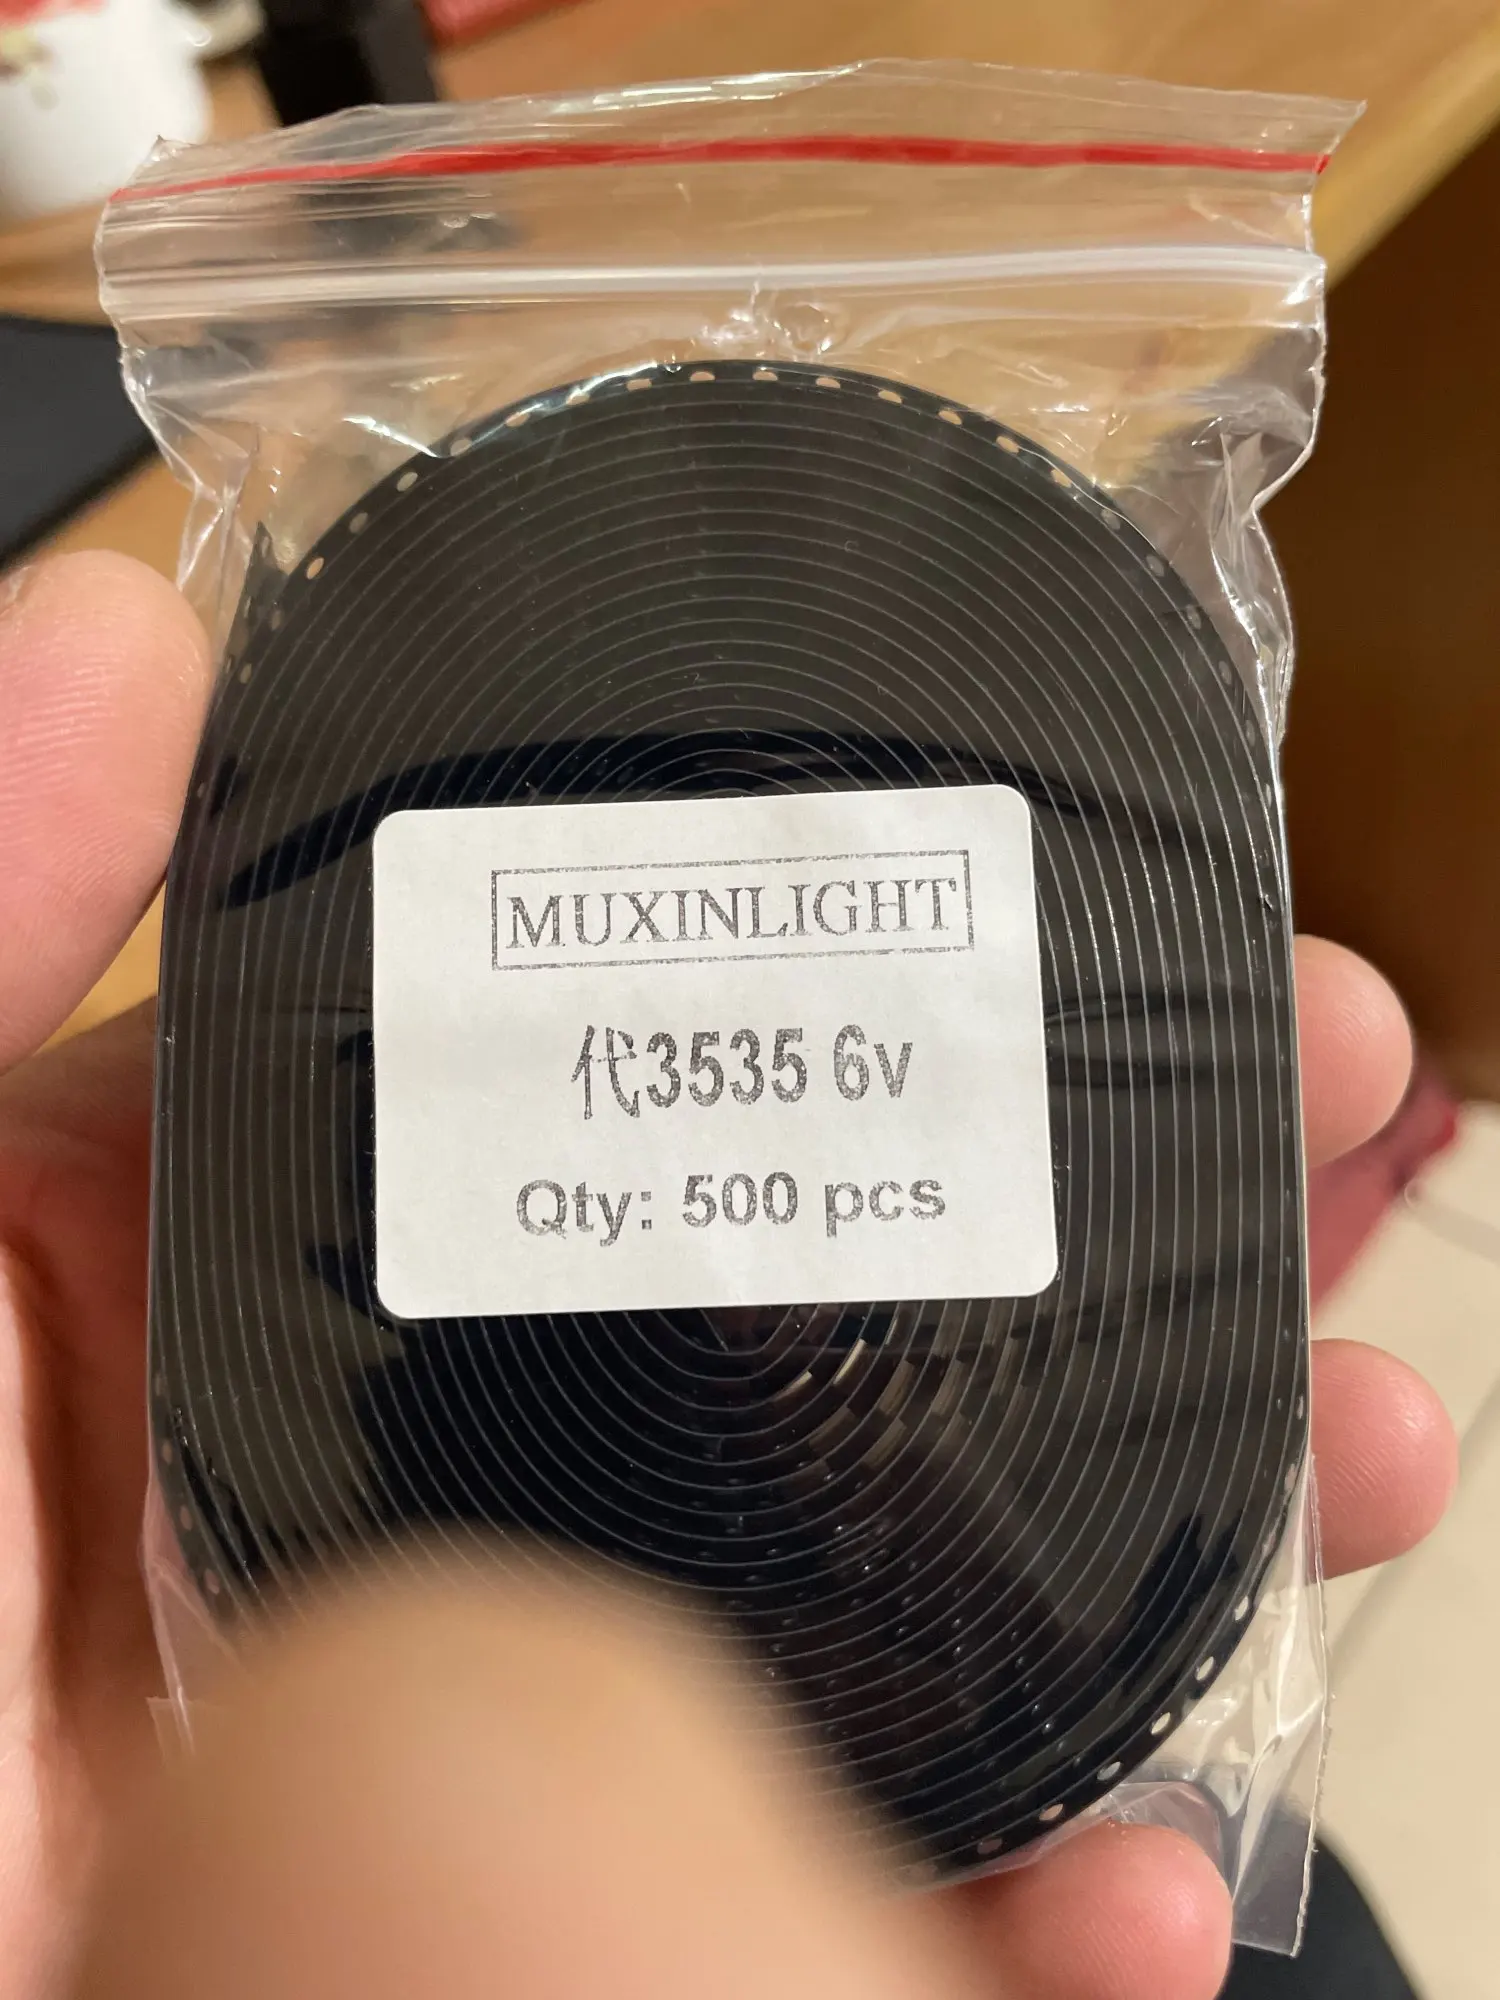 MUXINLIGHT
代3535 6v
Qty: 500 pcs